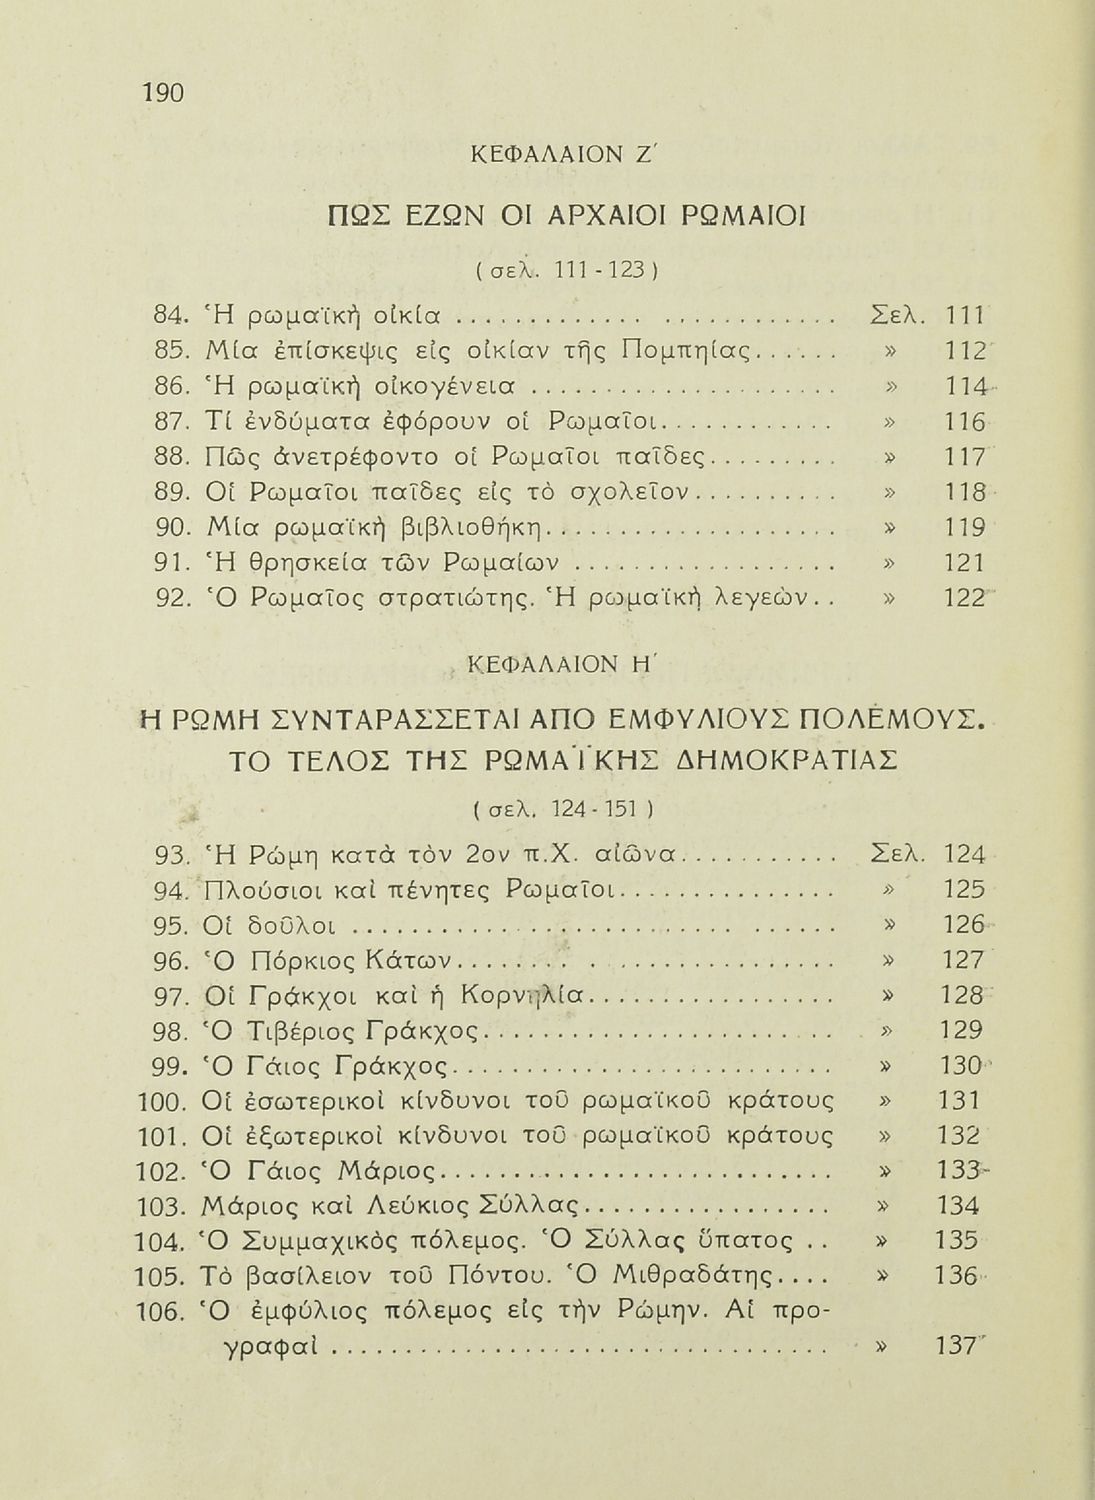 190
ΚΕΦΑΛΑΙΟΝ Ζ΄
ΠΩΣ ΕΖΩΝ ΟΙ ΑΡΧΑΙΟΙ ΡΩΜΑΙΟΙ
( σελ. 111 - 123 )
84. Ἡ ρωμαϊκὴ οἰκία ........................ Σελ. 111
85. Μία ἐπίσκεψις εἰς οἰκίαν τῆς Πομπηίας...... » 112
86. Ἡ ρωμαϊκὴ οἰκογένεια .................... » 114
87. Τί ἐνδύματα ἐφόρουν οἱ Ρωμαῖοι............ » 116
88. Πῶς ἀνετρέφοντο οἱ Ρωμαῖοι παῖδες......... » 117
89. Οἱ Ρωμαῖοι παῖδες εἰς τὸ σχολεῖον.......... » 118
90. Μία ρωμαϊκὴ βιβλιοθήκη.................... » 119
91. Ἡ θρησκεία τῶν Ρωμαίων .................. » 121
92. Ὁ Ρωμαῖος στρατιώτης. Ἡ ρωμαϊκὴ λεγεὼν.. » 122
ΚΕΦΑΛΑΙΟΝ Η΄
Η ΡΩΜΗ ΣΥΝΤΑΡΑΣΣΕΤΑΙ ΑΠΟ ΕΜΦΥΛΙΟΥΣ ΠΟΛΕΜΟΥΣ.
ΤΟ ΤΕΛΟΣ ΤΗΣ ΡΩΜΑΪΚΗΣ ΔΗΜΟΚΡΑΤΙΑΣ
( σελ. 124 - 151 )
93. Ἡ Ρώμη κατὰ τὸν 2ον π.Χ. αἰῶνα........... Σελ. 124
94. Πλούσιοι καὶ πένητες Ρωμαῖοι............... » 125
95. Οἱ δοῦλοι ................................ » 126
96. Ὁ Πόρκιος Κάτων......................... » 127
97. Οἱ Γράκχοι καὶ ἡ Κορνηλία................. » 128
98. Ὁ Τιβέριος Γράκχος........................ » 129
99. Ὁ Γάιος Γράκχος.......................... » 130
100. Οἱ ἐσωτερικοὶ κίνδυνοι τοῦ ρωμαϊκοῦ κράτους » 131
101. Οἱ ἐξωτερικοὶ κίνδυνοι τοῦ ρωμαϊκοῦ κράτους » 132
102. Ὁ Γάιος Μάριος.......................... » 133
103. Μάριος καὶ Λεύκιος Σύλλας................. » 134
104. Ὁ Συμμαχικὸς πόλεμος. Ὁ Σύλλας ὕπατος .. » 135
105. Τὸ βασίλειον τοῦ Πόντου. Ὁ Μιθραδάτης.... » 136
106. Ὁ ἐμφύλιος πόλεμος εἰς τὴν Ρώμην. Αἱ προ-
γραφαὶ ................................. » 137